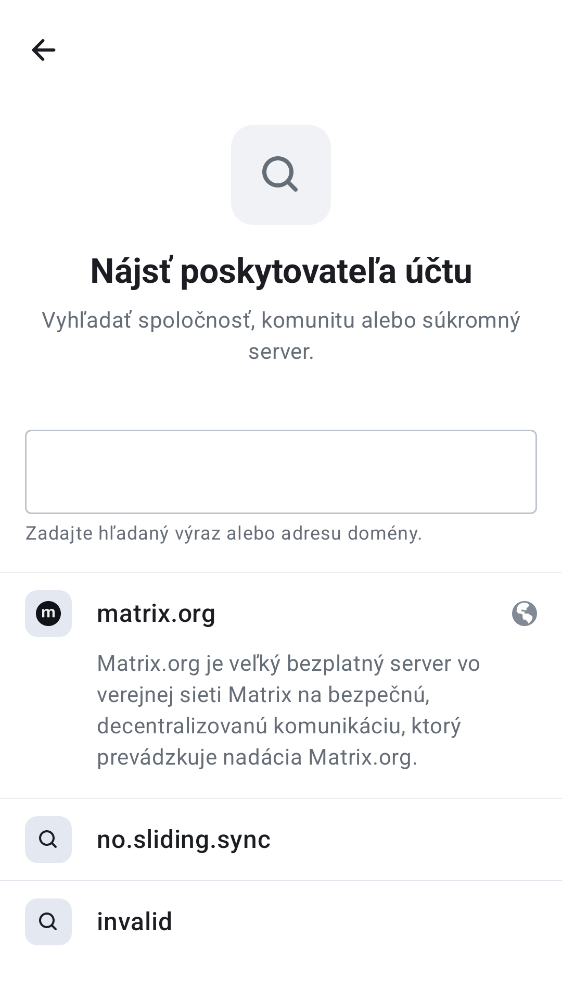 Nájsť poskytovateľa účtu
Vyhľadať spoločnosť, komunitu alebo súkromný
server.
Zadajte hľadaný výraz alebo adresu domény.
m
matrix.org
Matrix.org je veľký bezplatný server vo
verejnej sieti Matrix na bezpečnú,
decentralizovanú komunikáciu, ktorý
prevádzkuje nadácia Matrix.org.
no.sliding.sync
invalid